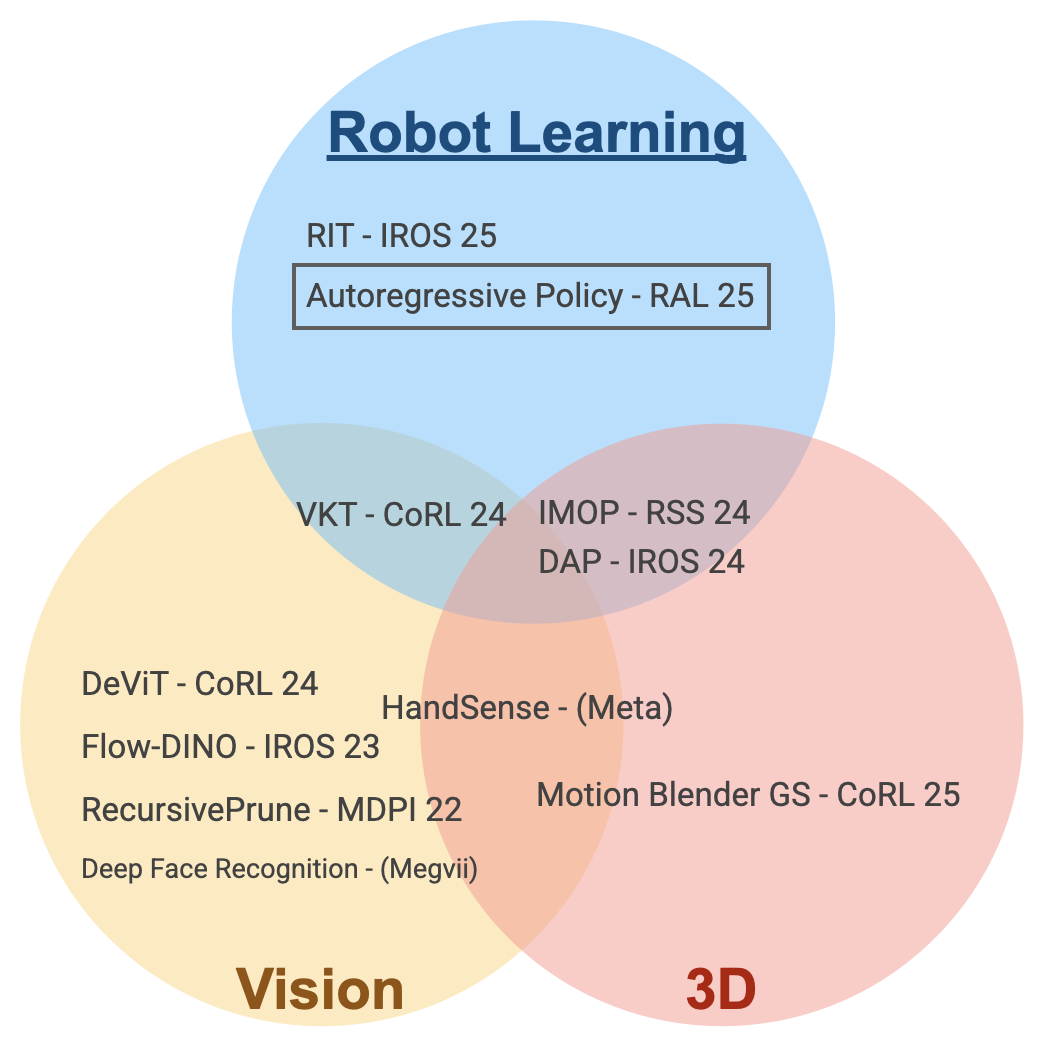 Robot Learning
RIT - IROS 25
Autoregressive Policy - RAL 25
VKT - CoRL 24
IMOP - RSS 24
DAP - IROS 24
DeViT - CoRL 24
HandSense - (Meta)
Flow-DINO - IROS 23
Motion Blender GS - CoRL 25
RecursivePrune - MDPI 22
Deep Face Recognition - (Megvii)
Vision
3D